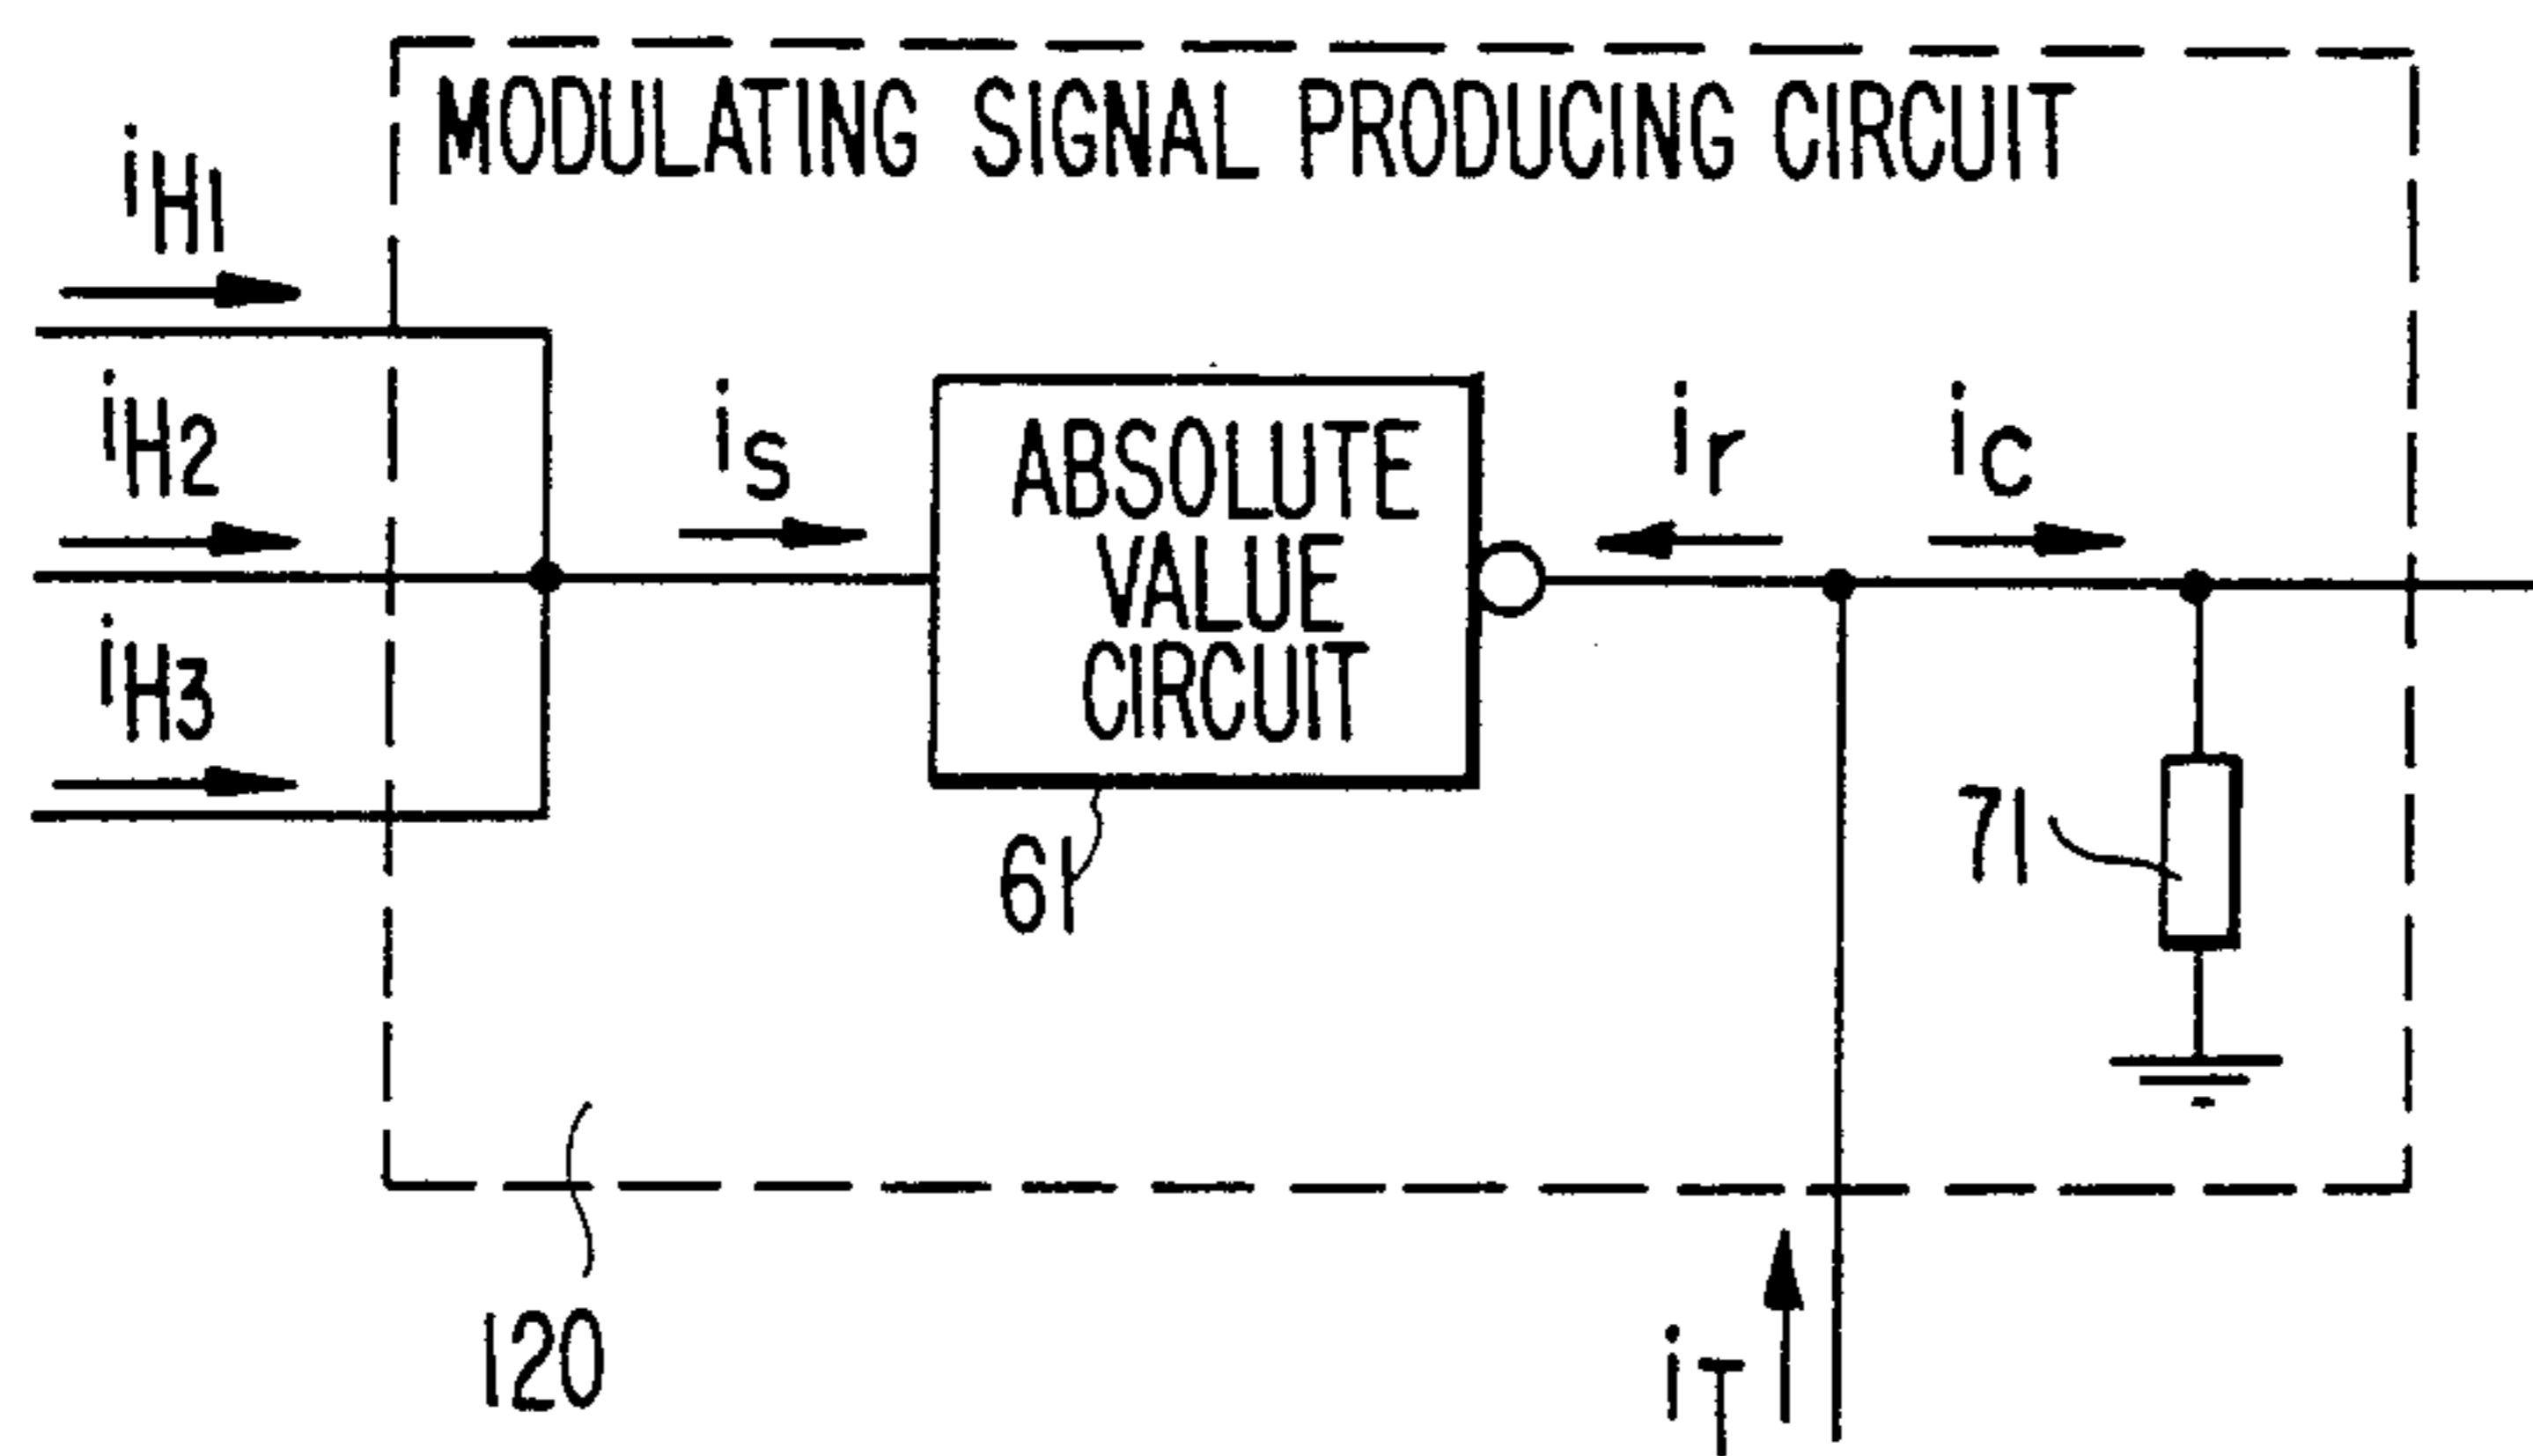 MODULATING SIGNAL PRODUCING CIRCUIT
iH1
iH2
iH3
iS
ABSOLUTE
VALUE
CIRCUIT
ir
iC
61
71
120
iT